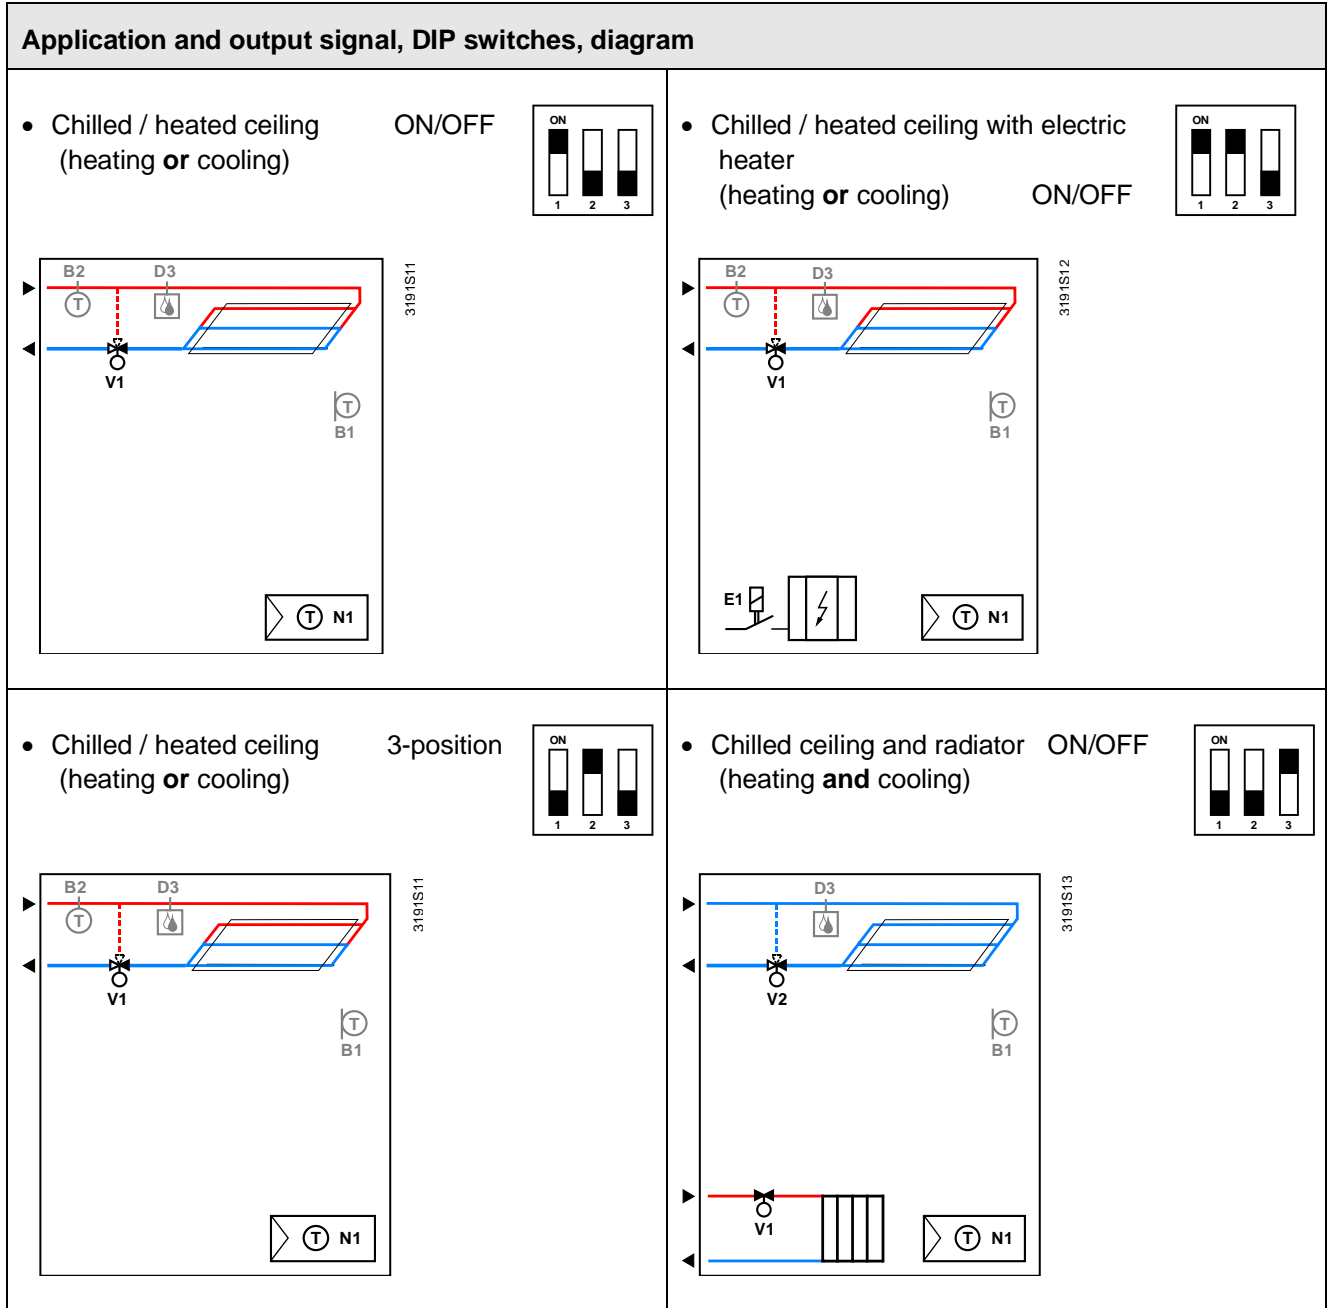 Application and output signal, DIP switches, diagram
• Chilled / heated ceiling ON/OFF
(heating or cooling)
ON
1 2 3
B2 D3
T
V1
T
B1
T N1
3191S11
• Chilled / heated ceiling with electric
heater
(heating or cooling) ON/OFF
ON
1 2 3
B2 D3
T
V1
T
B1
E1
T N1
3191S12
• Chilled / heated ceiling 3-position
(heating or cooling)
ON
1 2 3
B2 D3
T
V1
T
B1
T N1
3191S11
• Chilled ceiling and radiator ON/OFF
(heating and cooling)
ON
1 2 3
D3
V2
T
B1
V1
T N1
3191S13